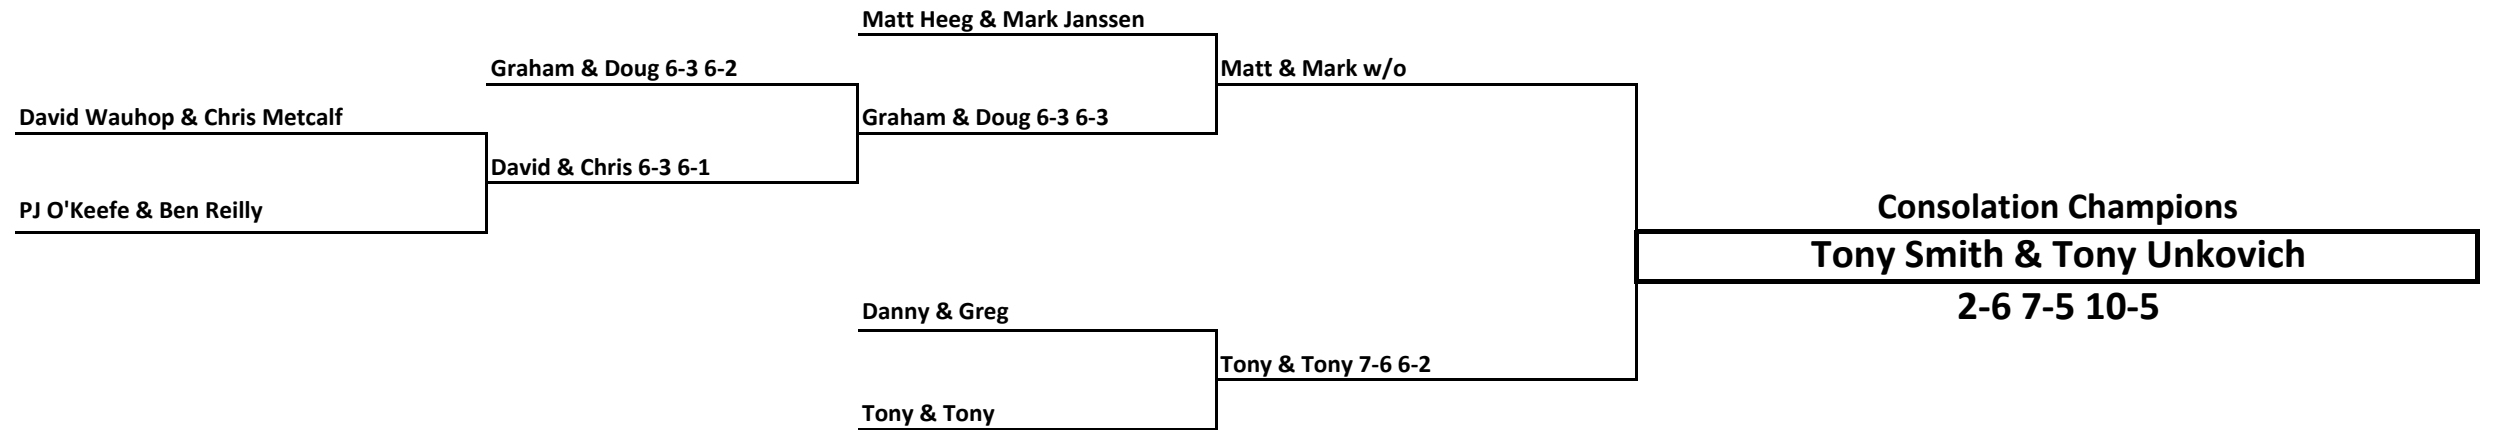 Matt Heeg & Mark Janssen
Graham & Doug 6-3 6-2
Matt & Mark w/o
David Wauhop & Chris Metcalf
Graham & Doug 6-3 6-3
David & Chris 6-3 6-1
PJ O'Keefe & Ben Reilly
Consolation Champions
Tony Smith & Tony Unkovich
2-6 7-5 10-5
Danny & Greg
Tony & Tony 7-6 6-2
Tony & Tony